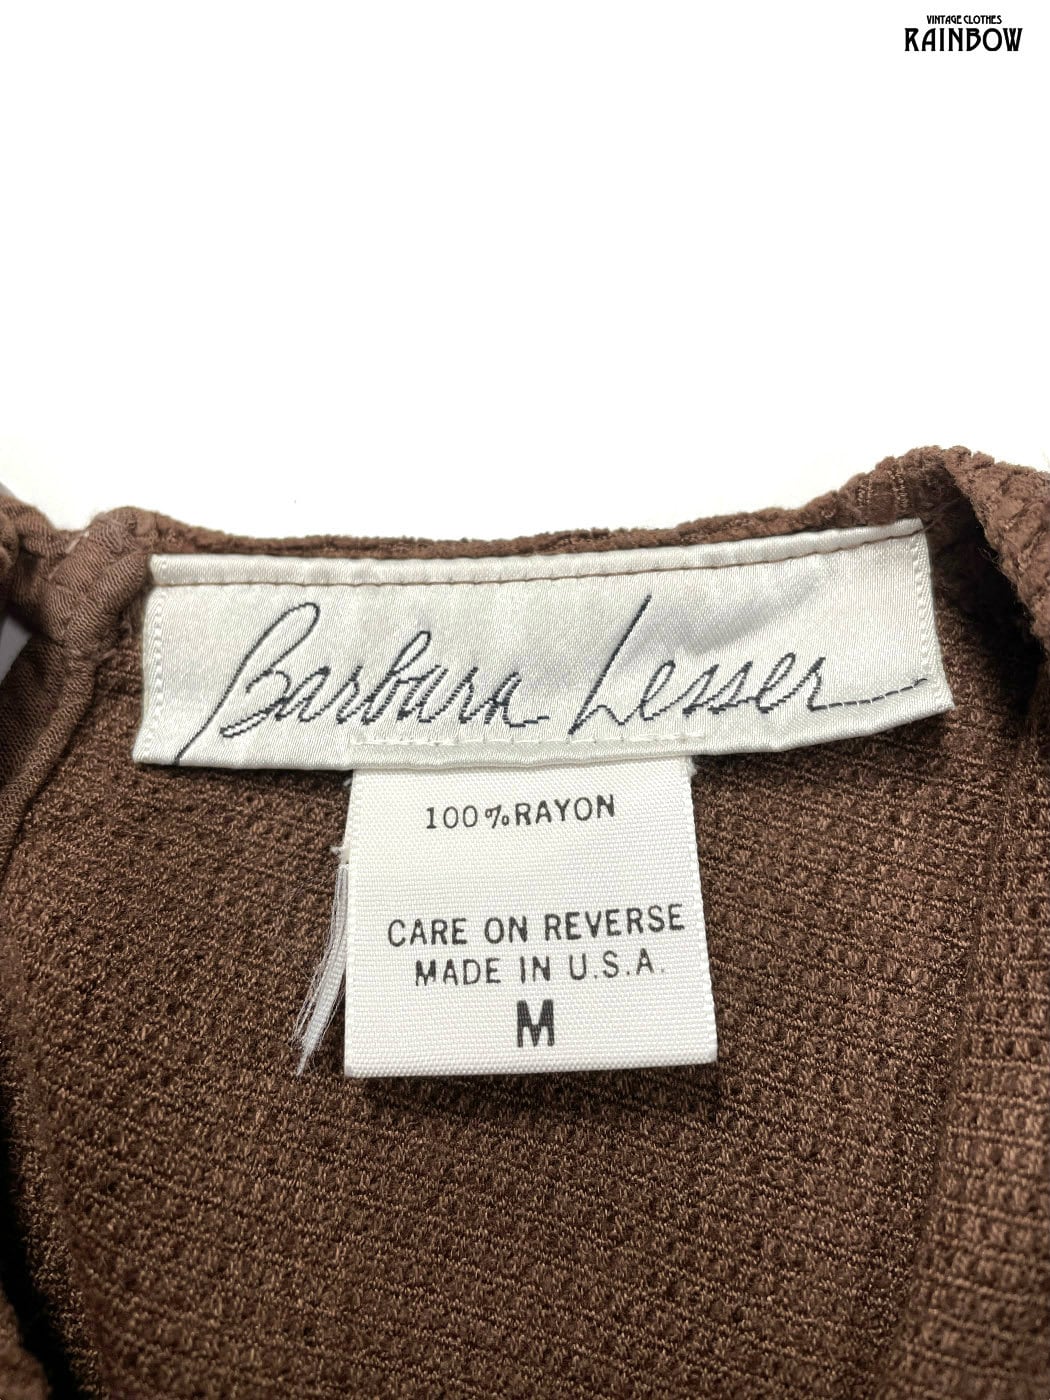 VINTAGE CLOTHES
RAINBOW
Barbara Lesser
100% RAYON
CARE ON REVERSE
MADE IN U.S.A.
M